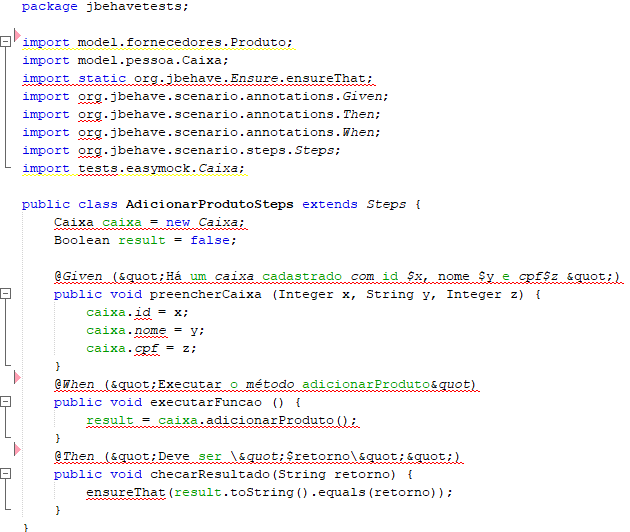 package jbehavetests;
import model.fornecedores.Produto;
import model.pessoa.Caixa;
import static org.jbehave.Ensure.ensureThat;
import org.jbehave.scenario.annotations.Given;
import org.jbehave.scenario.annotations.Then;
import org.jbehave.scenario.annotations.When;
import org.jbehave.scenario.steps.Steps;
import tests.easymock.Caixa;
public class AdicionarProdutoSteps extends Steps {
Caixa caixa = new Caixa;
Boolean result = false;
@Given (&quot;Há um caixa cadastrado com id $x, nome $y e cpf$z &quot;)
public void preencherCaixa (Integer x, String y, Integer z) {
caixa.id = x;
caixa.nome = y;
caixa.cpf = z;
}
@When (&quot;Executar o método adicionarProduto&quot)
public void executarFuncao () {
result = caixa.adicionarProduto();
}
@Then (&quot;Deve ser \&quot;$retorno\&quot;&quot;)
public void checarResultado(String retorno) {
ensureThat(result.toString().equals(retorno));
}
}